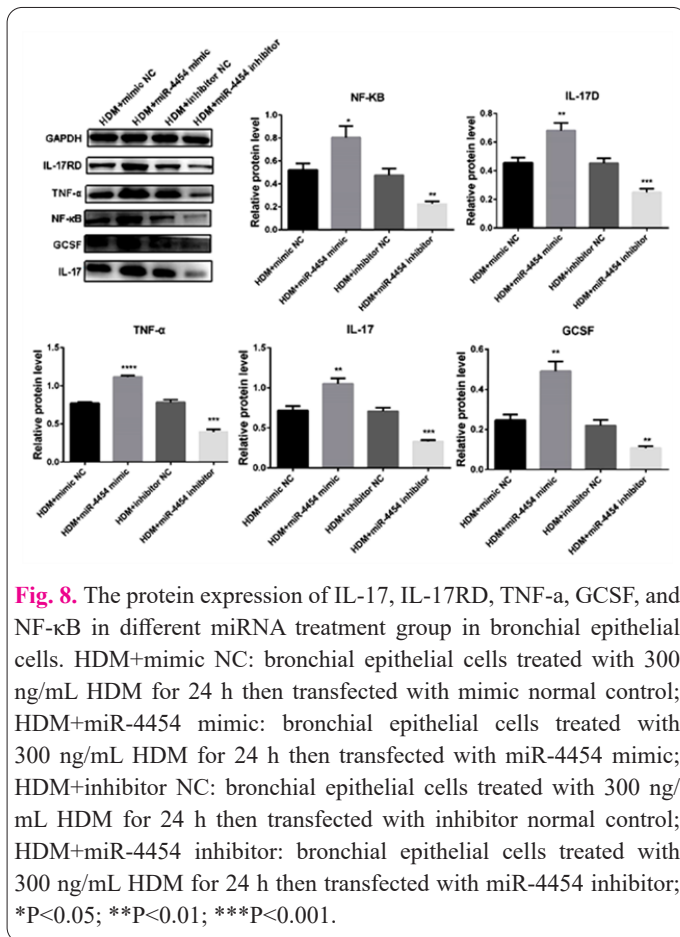 HDM+mimic NC
HDM+miR-4454 mimic
HDM+inhibitor NC
HDM+miR-4454 inhibitor
GAPDH
IL-17RD
TNF-α
NF-κB
GCSF
IL-17
NF-KB
Relative protein level
1.0
0.8
0.6
0.4
0.2
0.0
*
**
HDM+mimic NC
HDM+miR-4454 mimic
HDM+inhibitor NC
HDM+miR-4454 inhibitor
IL-17D
Relative protein level
0.8
0.6
0.4
0.2
0.0
**
***
HDM+mimic NC
HDM+miR-4454 mimic
HDM+inhibitor NC
HDM+miR-4454 inhibitor
TNF-α
Relative protein level
1.5
1.0
0.5
0.0
****
***
HDM+mimic NC
HDM+miR-4454 mimic
HDM+inhibitor NC
HDM+miR-4454 inhibitor
IL-17
Relative protein level
1.5
1.0
0.5
0.0
**
***
HDM+mimic NC
HDM+miR-4454 mimic
HDM+inhibitor NC
HDM+miR-4454 inhibitor
GCSF
Relative protein level
0.6
0.4
0.2
0.0
**
**
HDM+mimic NC
HDM+miR-4454 mimic
HDM+inhibitor NC
HDM+miR-4454 inhibitor
Fig. 8. The protein expression of IL-17, IL-17RD, TNF-a, GCSF, and
NF-κB in different miRNA treatment group in bronchial epithelial
cells. HDM+mimic NC: bronchial epithelial cells treated with 300
ng/mL HDM for 24 h then transfected with mimic normal control;
HDM+miR-4454 mimic: bronchial epithelial cells treated with
300 ng/mL HDM for 24 h then transfected with miR-4454 mimic;
HDM+inhibitor NC: bronchial epithelial cells treated with 300 ng/
mL HDM for 24 h then transfected with inhibitor normal control;
HDM+miR-4454 inhibitor: bronchial epithelial cells treated with
300 ng/mL HDM for 24 h then transfected with miR-4454 inhibitor;
*P<0.05; **P<0.01; ***P<0.001.